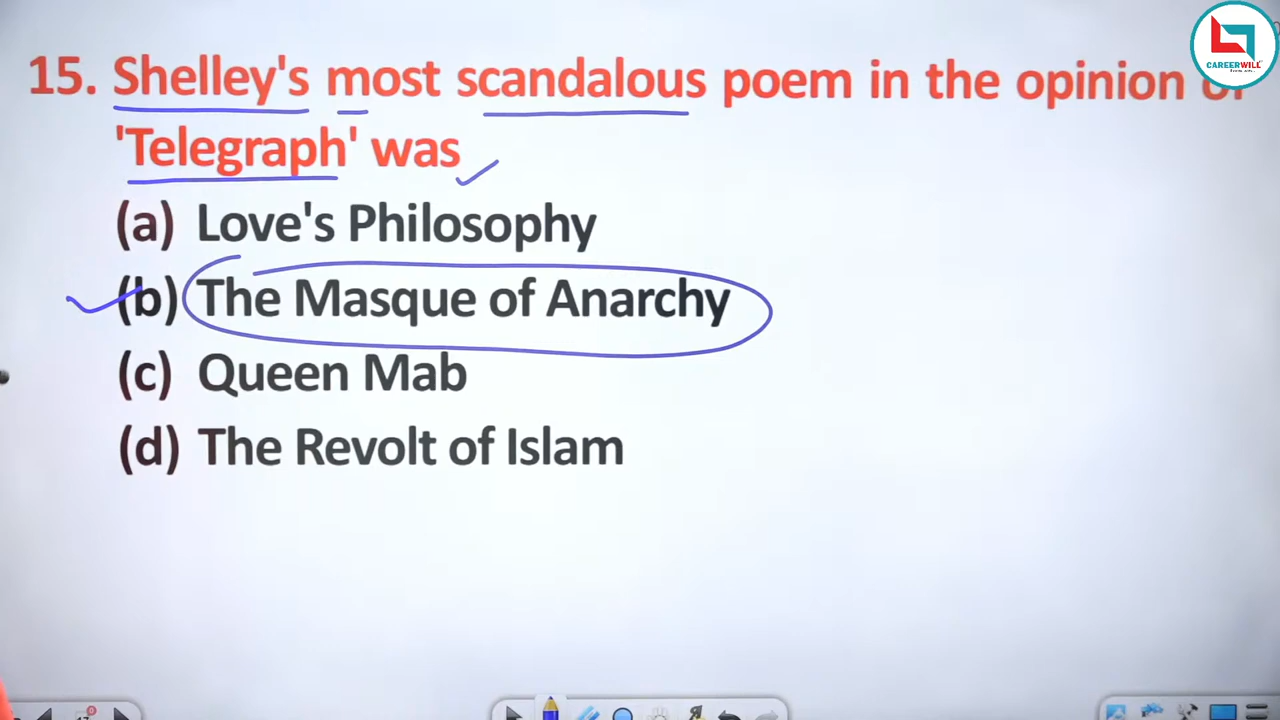 15. Shelley's most scandalous poem in the opinion of
'Telegraph' was
(a) Love's Philosophy
(b) The Masque of Anarchy
(c) Queen Mab
(d) The Revolt of Islam
CAREERWILL